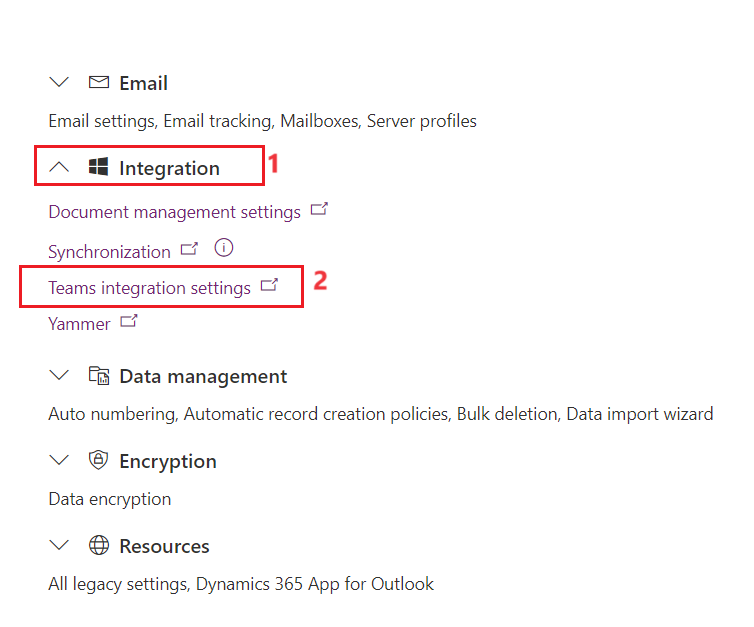 Email
Email settings, Email tracking, Mailboxes, Server profiles
Integration 1
Document management settings
Synchronization
Teams integration settings 2
Yammer
Data management
Auto numbering, Automatic record creation policies, Bulk deletion, Data import wizard
Encryption
Data encryption
Resources
All legacy settings, Dynamics 365 App for Outlook